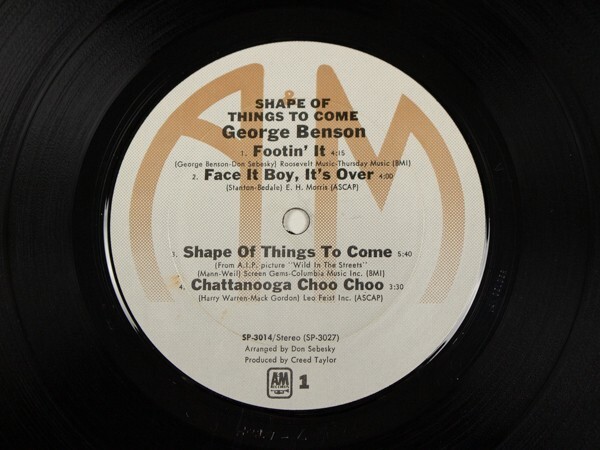 A&M
SHAPE OF
THINGS TO COME
George Benson
1. Footin' It 4:15
(George Benson-Don Sebesky) Roosevelt Music-Thursday Music (BMI)
2. Face It Boy, It's Over 4:00
(Stanton-Bedale) E. H. Morris (ASCAP)
3. Shape Of Things To Come 5:40
(From A.I.P. picture "Wild In The Streets"
(Mann-Weil) Screen Gems-Columbia Music Inc. (BMI)
4. Chattanooga Choo Choo 3:30
(Harry Warren-Mack Gordon) Leo Feist Inc. (ASCAP)
SP-3014/Stereo (SP-3027)
Arranged by Don Sebesky
Produced by Creed Taylor
A&M 1